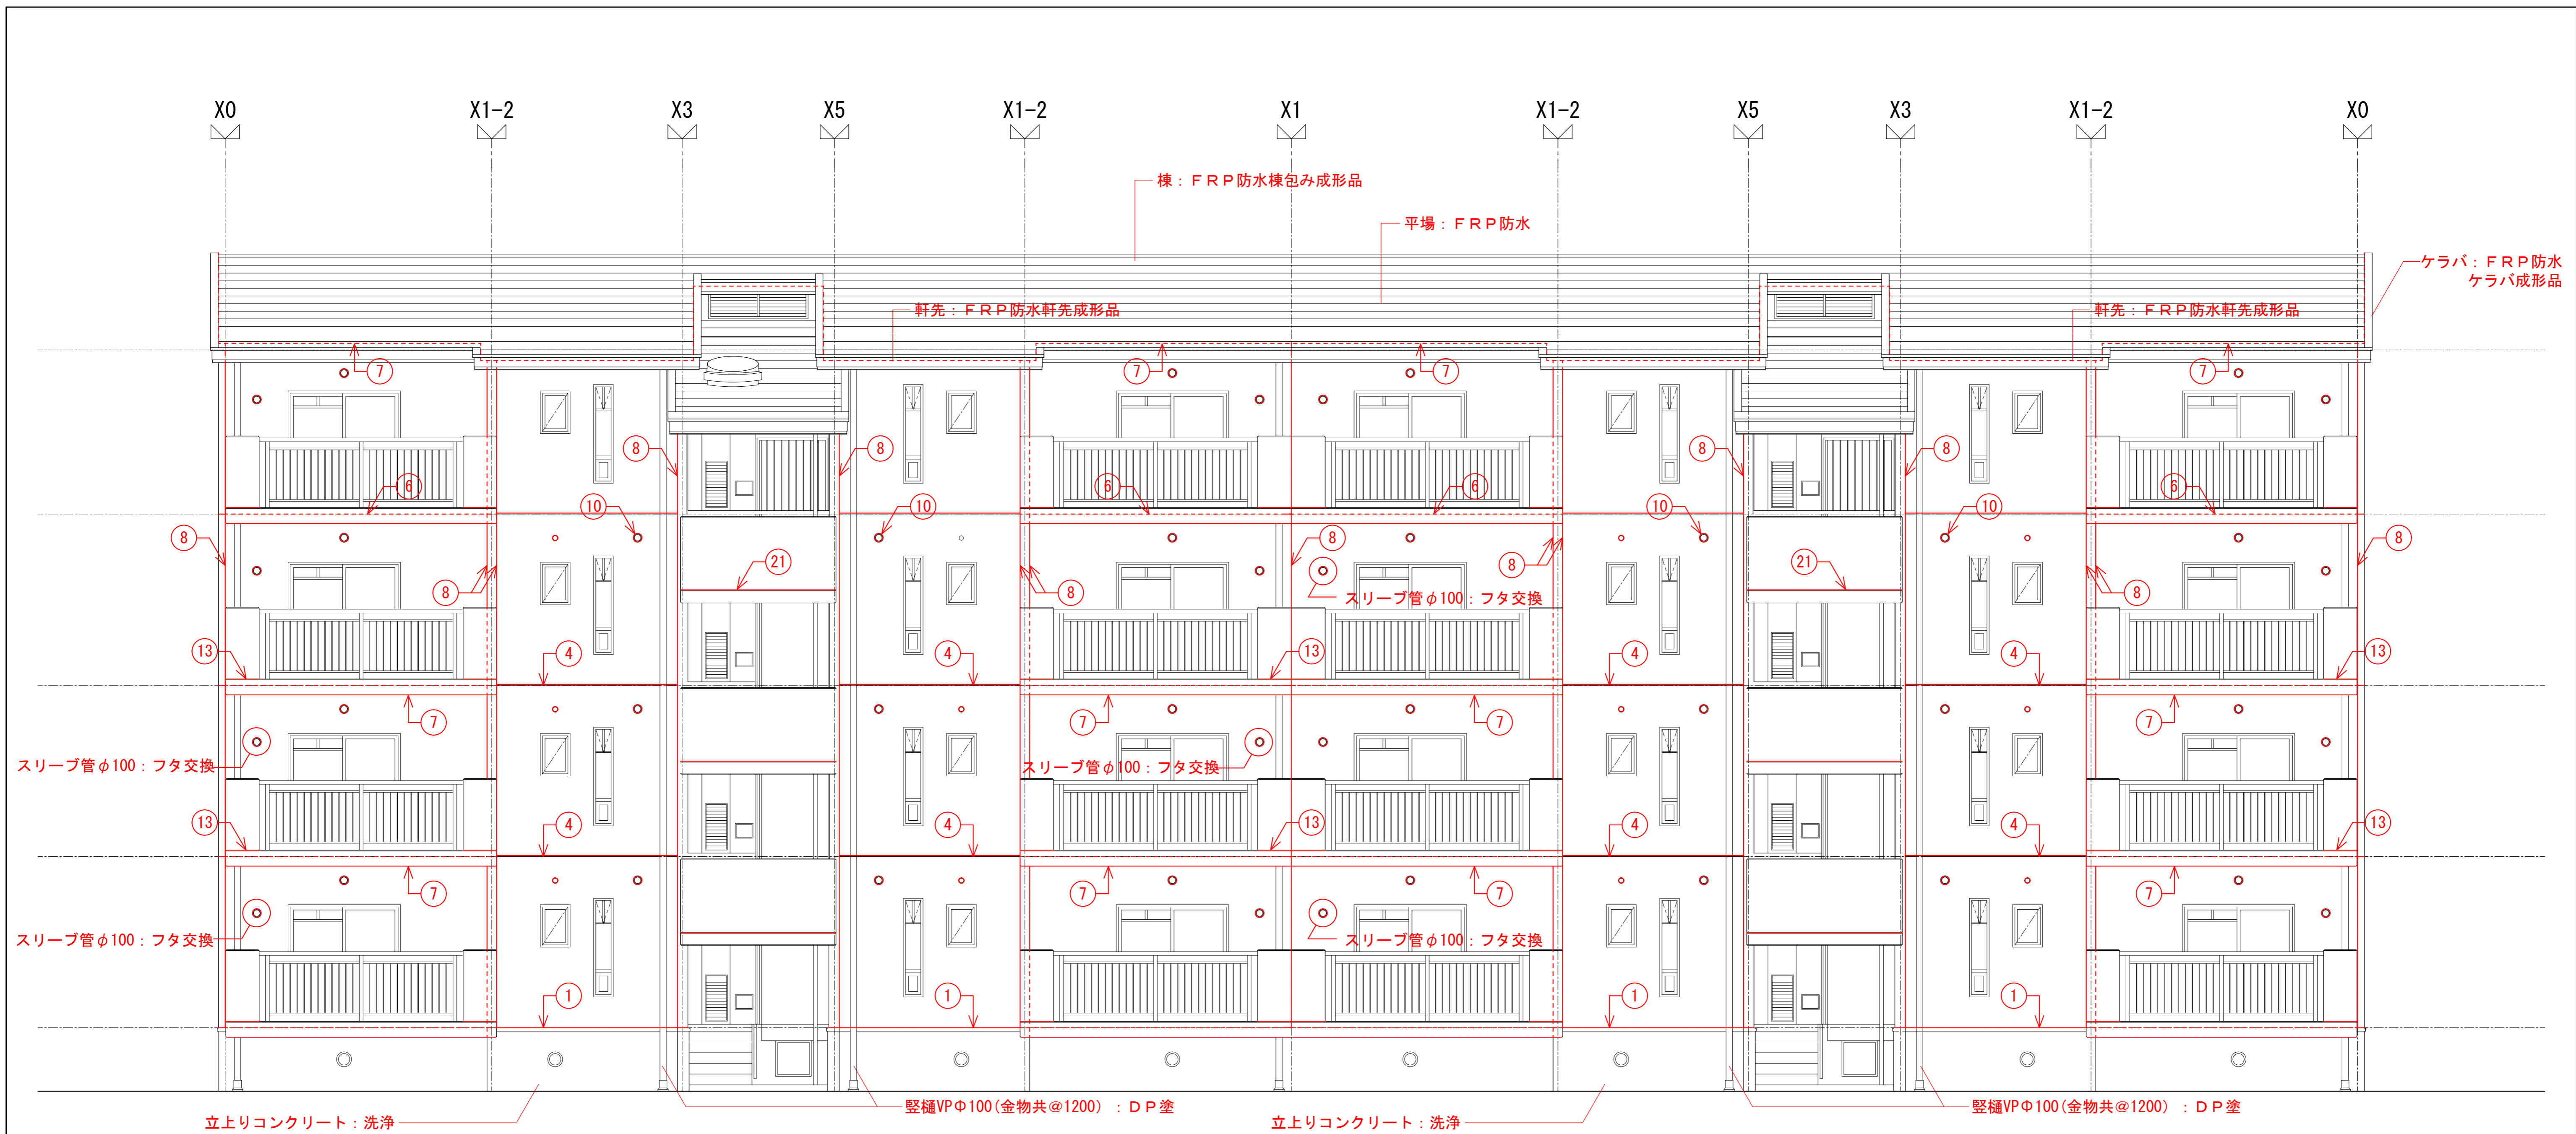 X0 X1-2 X3 X5 X1-2 X1 X1-2 X5 X3 X1-2 X0
棟：ＦＲＰ防水棟包み成形品
平場：ＦＲＰ防水
ケラバ：ＦＲＰ防水
ケラバ成形品
軒先：ＦＲＰ防水軒先成形品
軒先：ＦＲＰ防水軒先成形品
7 7 7 7 7
8 8 8 8
6 6 6 6
10 10 10 10
8 8 8
21 21
8 8 8 8
スリーブ管φ100：フタ交換
13 4 4 13 4 4 13
7 7 7 7
スリーブ管φ100：フタ交換
スリーブ管φ100：フタ交換
13 4 4 13 4 4 13
7 7 7 7
スリーブ管φ100：フタ交換
スリーブ管φ100：フタ交換
1 1 1 1
竪樋VPΦ100(金物共@1200)：ＤＰ塗
竪樋VPΦ100(金物共@1200)：ＤＰ塗
立上りコンクリート：洗浄
立上りコンクリート：洗浄